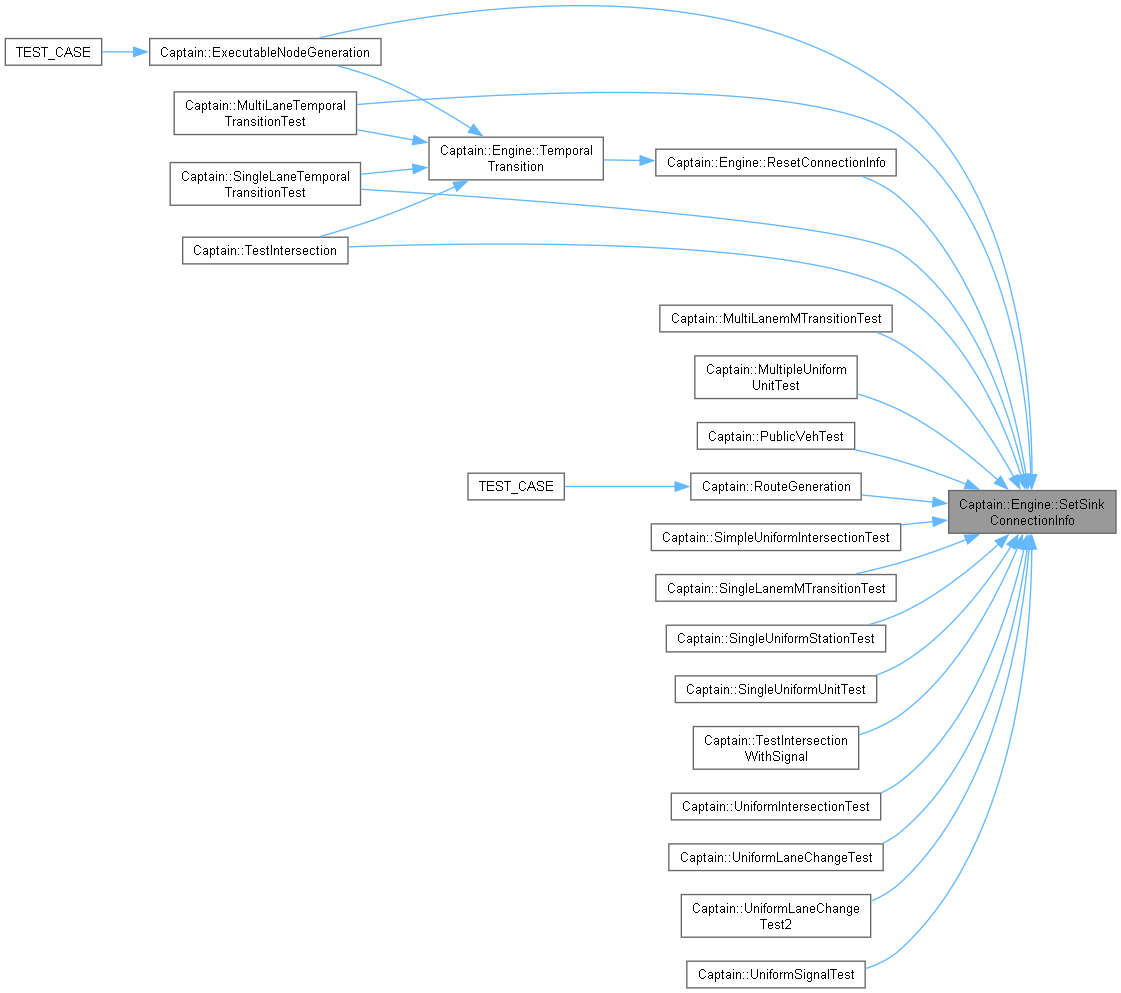 TEST_CASE
Captain::ExecutableNodeGeneration
Captain::MultiLaneTemporal
TransitionTest
Captain::Engine::Temporal
Transition
Captain::Engine::ResetConnectionInfo
Captain::SingleLaneTemporal
TransitionTest
Captain::TestIntersection
Captain::MultiLanemMTransitionTest
Captain::MultipleUniform
UnitTest
Captain::PublicVehTest
TEST_CASE
Captain::RouteGeneration
Captain::Engine::SetSink
ConnectionInfo
Captain::SimpleUniformIntersectionTest
Captain::SingleLanemMTransitionTest
Captain::SingleUniformStationTest
Captain::SingleUniformUnitTest
Captain::TestIntersection
WithSignal
Captain::UniformIntersectionTest
Captain::UniformLaneChangeTest
Captain::UniformLaneChange
Test2
Captain::UniformSignalTest